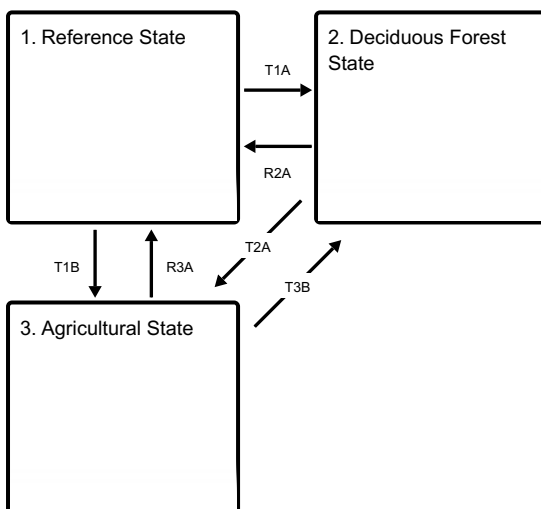 1. Reference State
2. Deciduous Forest
State
T1A
R2A
T2A
T1B
R3A
T3B
3. Agricultural State